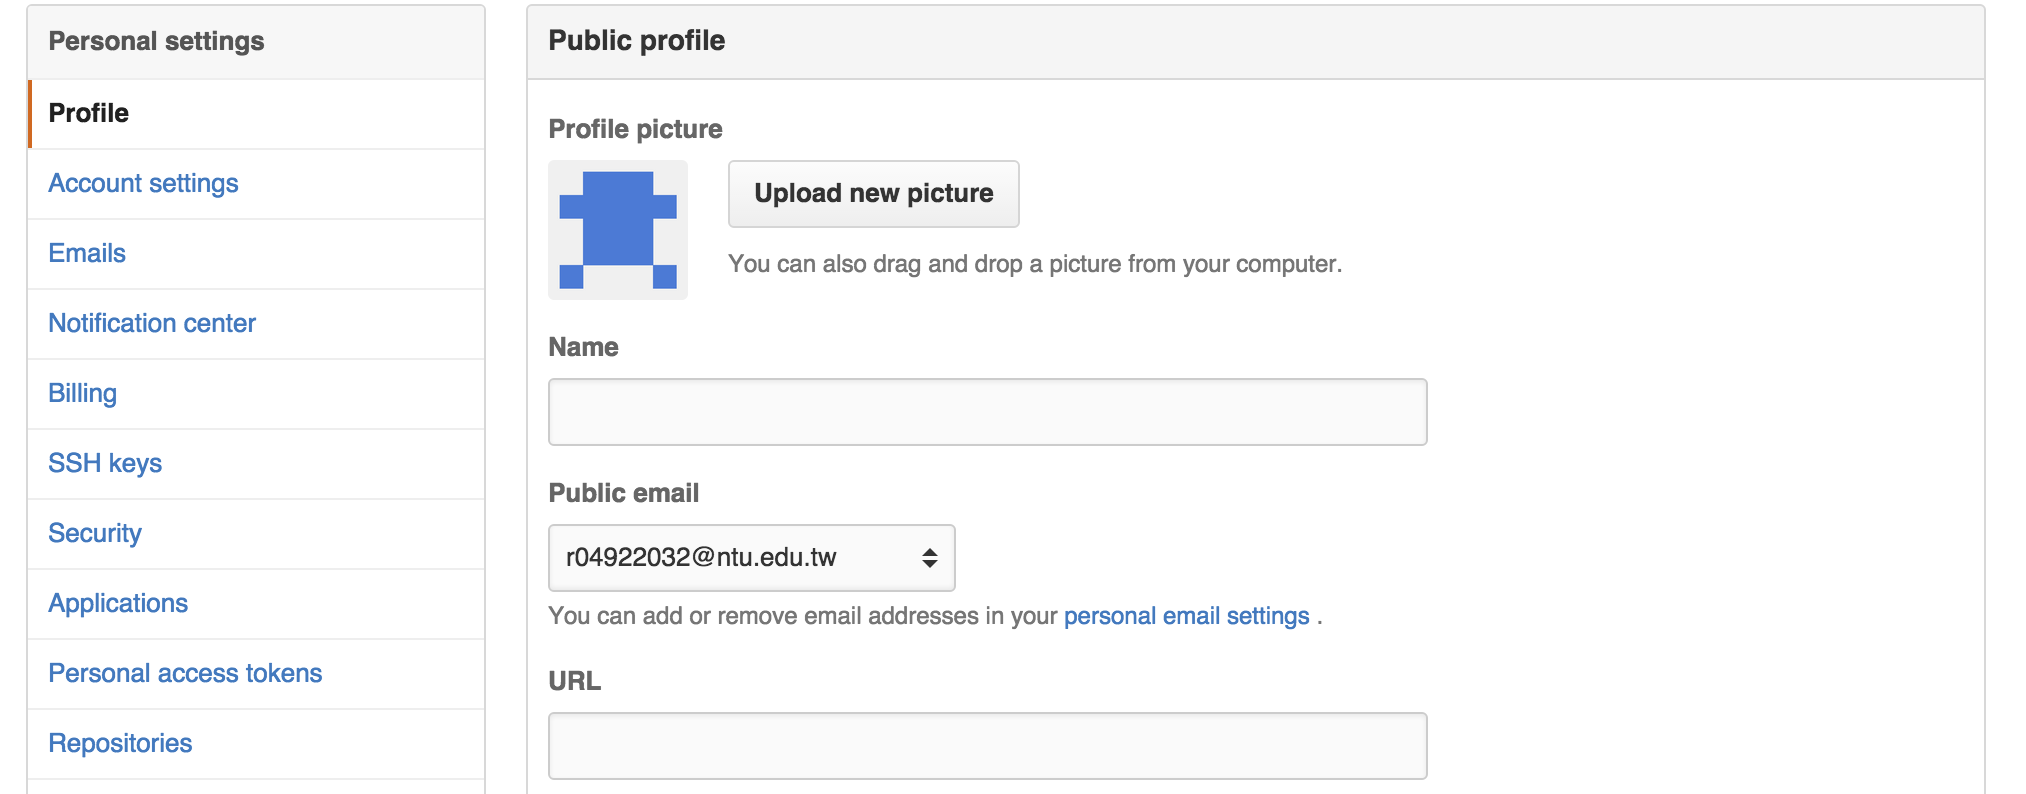 Personal settings
Profile
Account settings
Emails
Notification center
Billing
SSH keys
Security
Applications
Personal access tokens
Repositories
Public profile
Profile picture
Upload new picture
You can also drag and drop a picture from your computer.
Name
Public email
r04922032@ntu.edu.tw
You can add or remove email addresses in your personal email settings .
URL